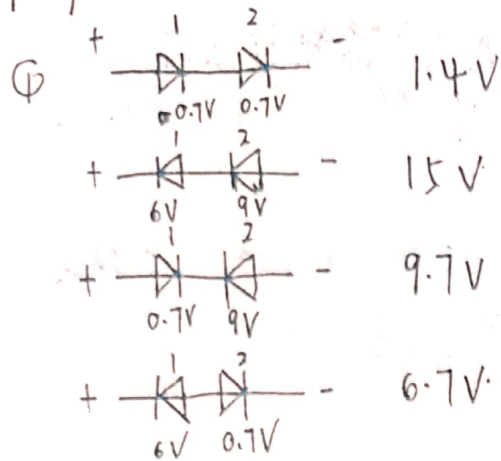 1 2
+ - 1.4V
①
0.7V 0.7V
1 2
+ - 15V
6V 9V
1 2
+ - 9.7V
0.7V 9V
1 2
+ - 6.7V.
6V 0.7V